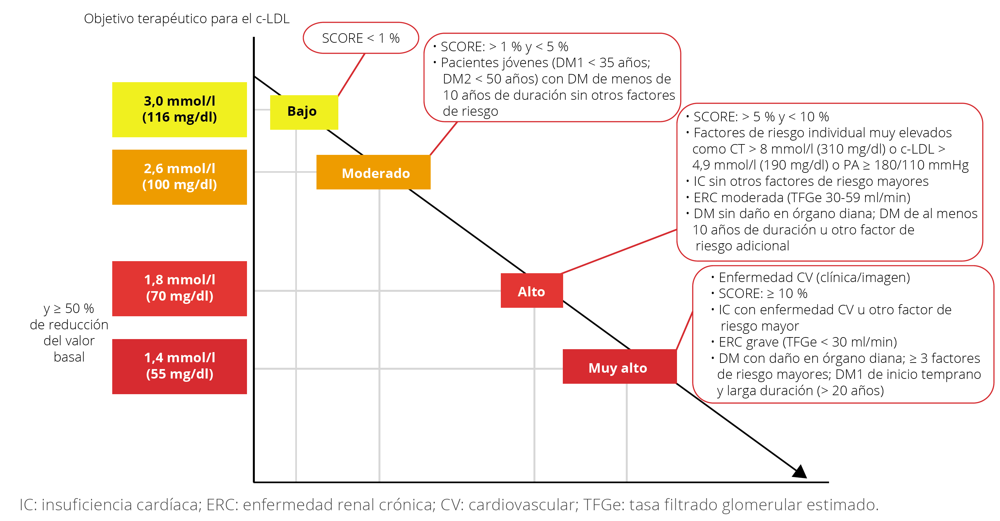 Objetivo terapéutico para el c-LDL
SCORE < 1 %
• SCORE: > 1 % y < 5 %
• Pacientes jóvenes (DM1 < 35 años;
DM2 < 50 años) con DM de menos de
10 años de duración sin otros factores
de riesgo
• SCORE: > 5 % y < 10 %
• Factores de riesgo individual muy elevados
como CT > 8 mmol/l (310 mg/dl) o c-LDL >
4,9 mmol/l (190 mg/dl) o PA ≥ 180/110 mmHg
• IC sin otros factores de riesgo mayores
• ERC moderada (TFGe 30-59 ml/min)
• DM sin daño en órgano diana; DM de al menos
10 años de duración u otro factor de
riesgo adicional
• Enfermedad CV (clínica/imagen)
• SCORE: ≥ 10 %
• IC con enfermedad CV u otro factor de
riesgo mayor
• ERC grave (TFGe < 30 ml/min)
• DM con daño en órgano diana; ≥ 3 factores
de riesgo mayores; DM1 de inicio temprano
y larga duración (> 20 años)
3,0 mmol/l
(116 mg/dl)
Bajo
2,6 mmol/l
(100 mg/dl)
Moderado
1,8 mmol/l
(70 mg/dl)
Alto
y ≥ 50 %
de reducción
del valor
basal
1,4 mmol/l
(55 mg/dl)
Muy alto
IC: insuficiencia cardíaca; ERC: enfermedad renal crónica; CV: cardiovascular; TFGe: tasa filtrado glomerular estimado.